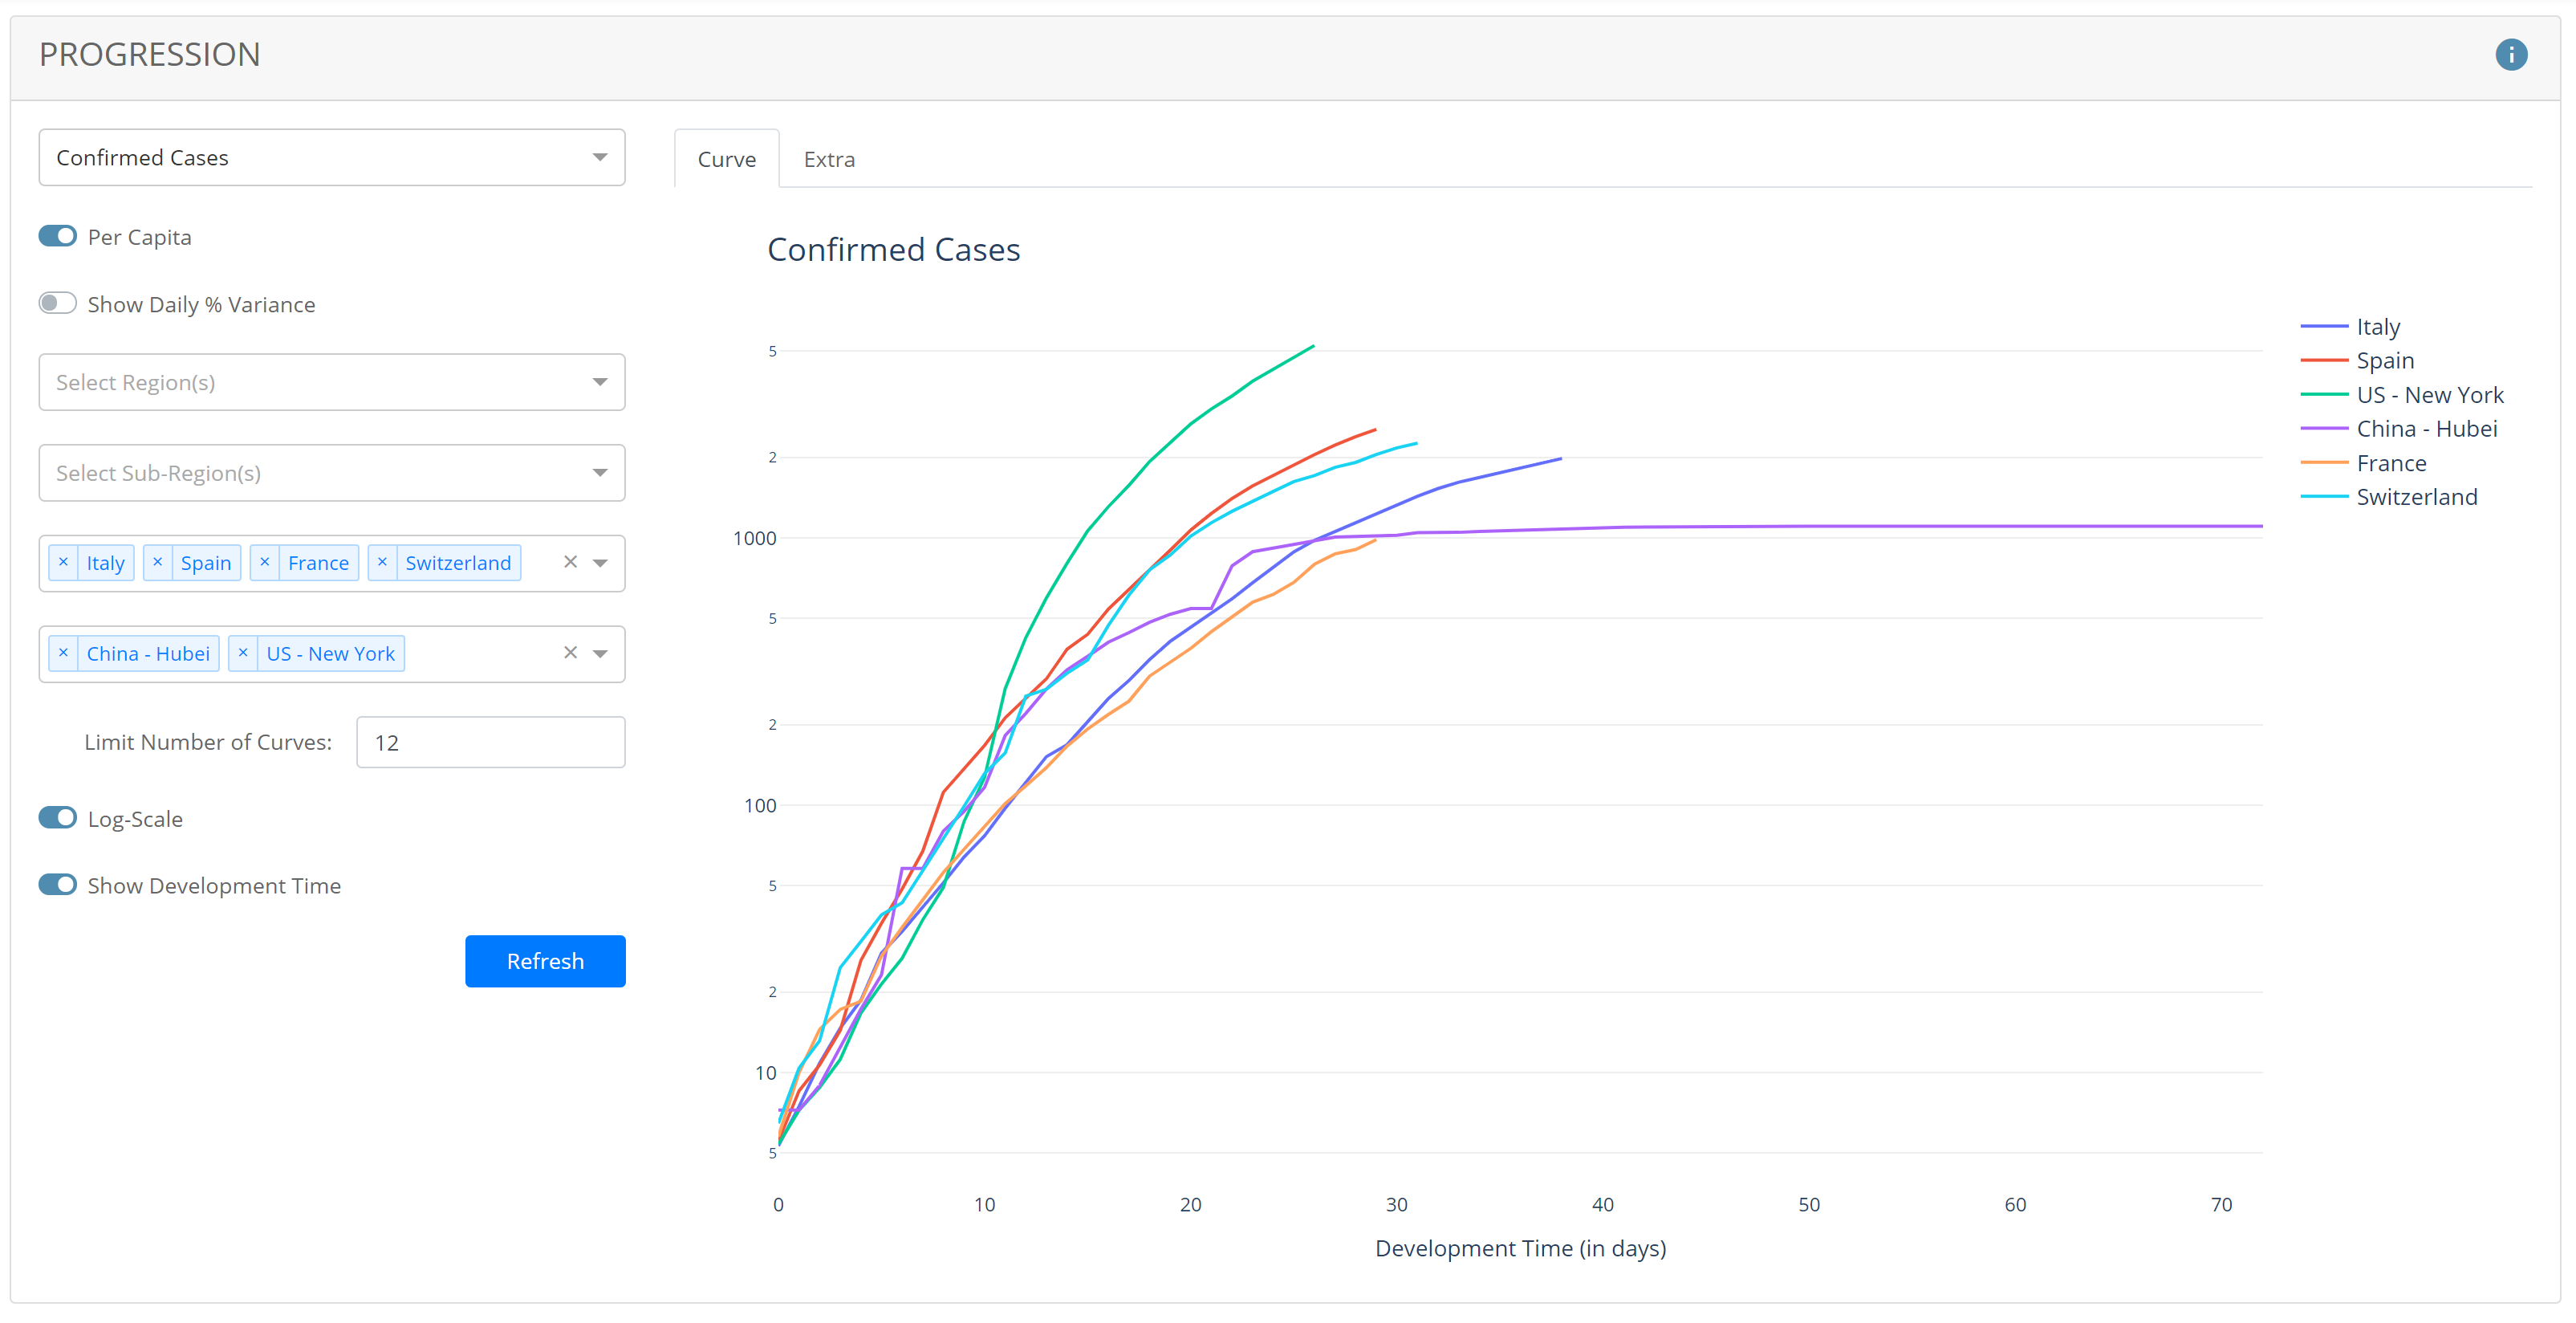 PROGRESSION
i
Confirmed Cases
Per Capita
Show Daily % Variance
Select Region(s)
Select Sub-Region(s)
× Italy × Spain × France × Switzerland ×
× China - Hubei × US - New York ×
Limit Number of Curves: 12
Log-Scale
Show Development Time
Refresh
Curve Extra
Confirmed Cases
5
2
1000
5
2
100
5
2
10
5
0 10 20 30 40 50 60 70
Development Time (in days)
Italy
Spain
US - New York
China - Hubei
France
Switzerland